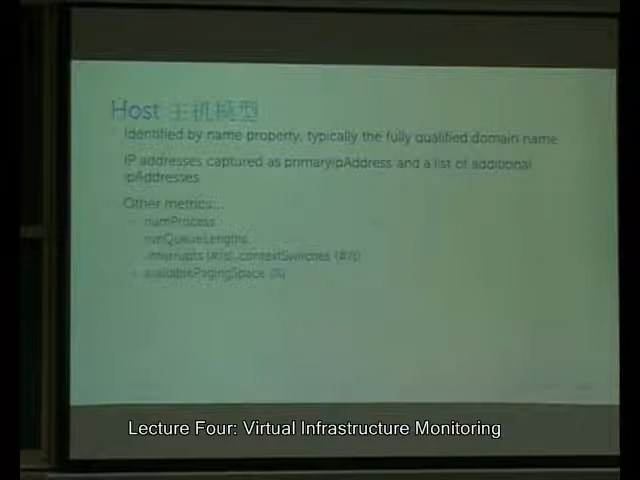 Host 主机模型
Identified by name property, typically the fully qualified domain name
IP addresses captured as primaryIpAddress and a list of additional
ipAddresses
Other metrics...
numProcess
runQueueLengths
interrupts (#/s), contextSwitches (#/s)
availablePagingSpace (%)
Lecture Four: Virtual Infrastructure Monitoring